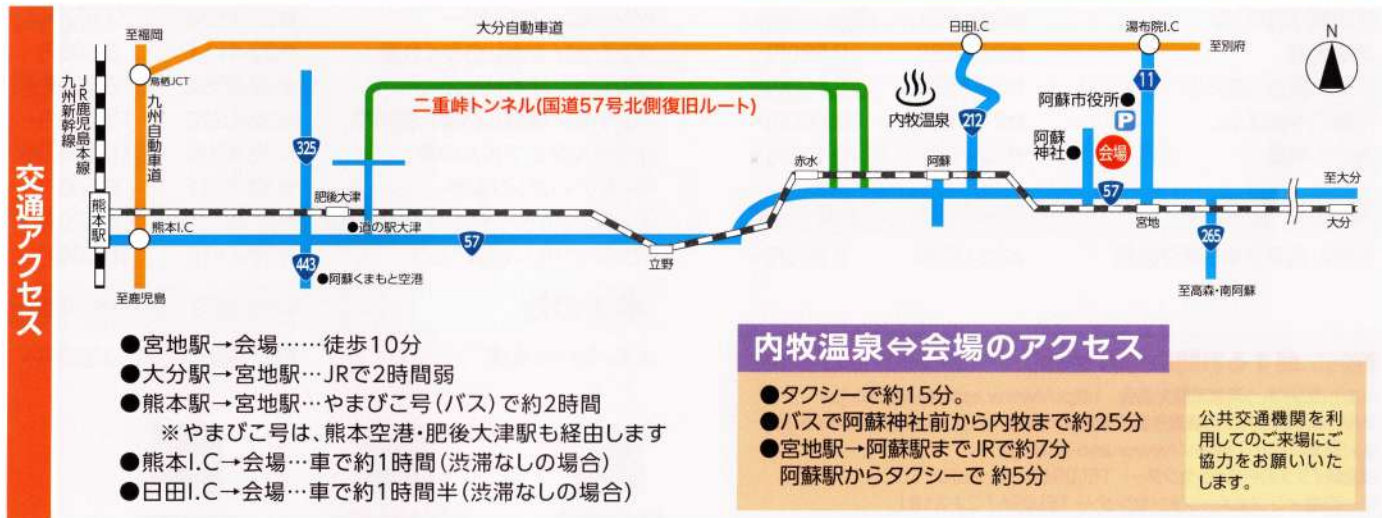 交通アクセス
至福岡
大分自動車道
日田I.C
湯布院I.C
至別府
N
鳥栖JCT
九州新幹線
JR鹿児島本線
九州自動車道
二重峠トンネル(国道57号北側復旧ルート)
11
阿蘇市役所
P
内牧温泉
212
325
阿蘇
神社
会場
赤水
阿蘇
57
至大分
肥後大津
熊本駅
熊本I.C
道の駅大津
57
立野
宮地
大分
443
阿蘇くまもと空港
265
至鹿児島
至高森・南阿蘇
●宮地駅→会場……徒歩10分
●大分駅→宮地駅…JRで2時間弱
●熊本駅→宮地駅…やまびこ号(バス)で約2時間
※やまびこ号は、熊本空港・肥後大津駅も経由します
●熊本I.C→会場…車で約1時間(渋滞なしの場合)
●日田I.C→会場…車で約1時間半(渋滞なしの場合)
内牧温泉⇔会場のアクセス
●タクシーで約15分。
●バスで阿蘇神社前から内牧まで約25分
●宮地駅→阿蘇駅までJRで約7分
阿蘇駅からタクシーで 約5分
公共交通機関を利
用してのご来場にご
協力をお願いいた
します。